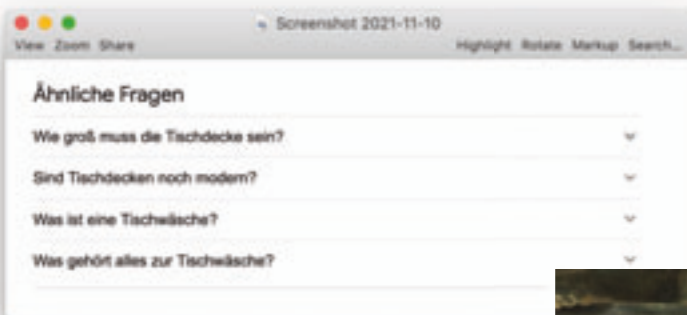 Screenshot 2021-11-10
View Zoom Share Highlight Rotate Markup Search...
Ähnliche Fragen
Wie groß muss die Tischdecke sein?
Sind Tischdecken noch modern?
Was ist eine Tischwäsche?
Was gehört alles zur Tischwäsche?